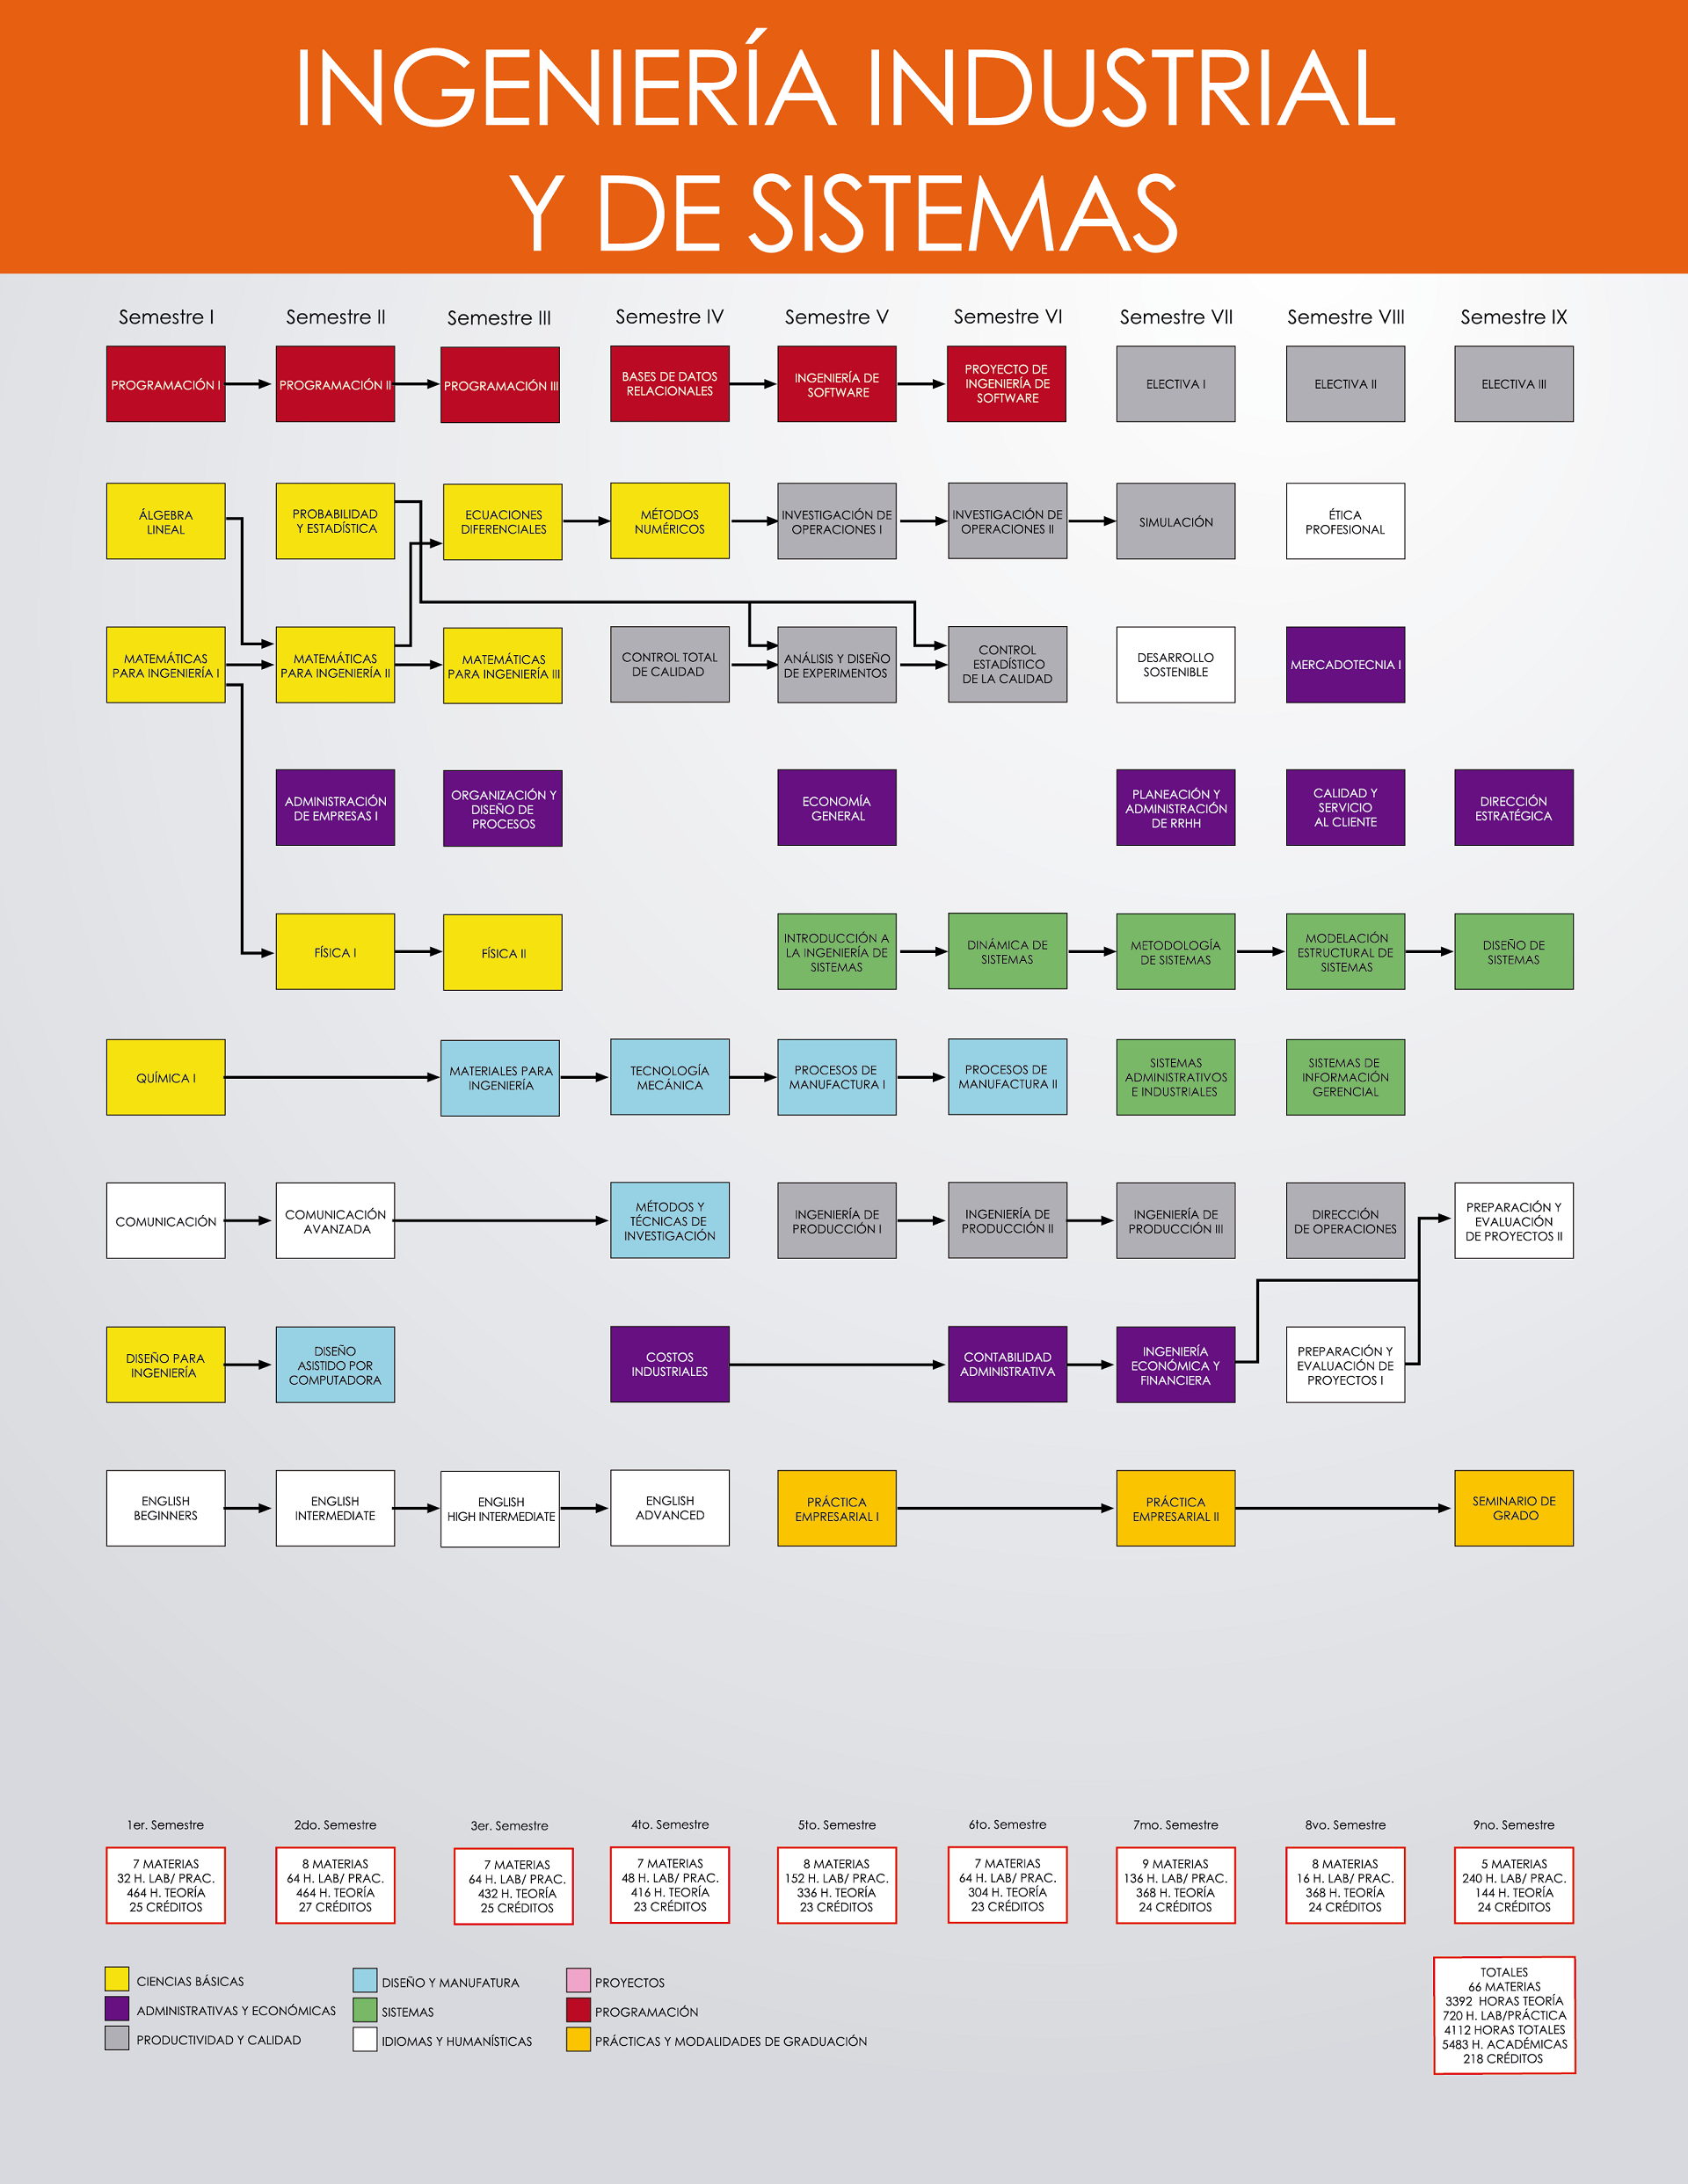 INGENIERÍA INDUSTRIAL
Y DE SISTEMAS
Semestre I
Semestre II
Semestre III
Semestre IV
Semestre V
Semestre VI
Semestre VII
Semestre VIII
Semestre IX
PROGRAMACIÓN I
PROGRAMACIÓN II
PROGRAMACIÓN III
BASES DE DATOS
RELACIONALES
INGENIERÍA DE
SOFTWARE
PROYECTO DE
INGENIERÍA DE
SOFTWARE
ELECTIVA I
ELECTIVA II
ELECTIVA III
ÁLGEBRA
LINEAL
PROBABILIDAD
Y ESTADÍSTICA
ECUACIONES
DIFERENCIALES
MÉTODOS
NUMÉRICOS
INVESTIGACIÓN DE
OPERACIONES I
INVESTIGACIÓN DE
OPERACIONES II
SIMULACIÓN
ÉTICA
PROFESIONAL
MATEMÁTICAS
PARA INGENIERÍA I
MATEMÁTICAS
PARA INGENIERÍA II
MATEMÁTICAS
PARA INGENIERÍA III
CONTROL TOTAL
DE CALIDAD
ANÁLISIS Y DISEÑO
DE EXPERIMENTOS
CONTROL
ESTADÍSTICO
DE LA CALIDAD
DESARROLLO
SOSTENIBLE
MERCADOTECNIA I
ADMINISTRACIÓN
DE EMPRESAS I
ORGANIZACIÓN Y
DISEÑO DE
PROCESOS
ECONOMÍA
GENERAL
PLANEACIÓN Y
ADMINISTRACIÓN
DE RRHH
CALIDAD Y
SERVICIO
AL CLIENTE
DIRECCIÓN
ESTRATÉGICA
FÍSICA I
FÍSICA II
INTRODUCCIÓN A
LA INGENIERÍA DE
SISTEMAS
DINÁMICA DE
SISTEMAS
METODOLOGÍA
DE SISTEMAS
MODELACIÓN
ESTRUCTURAL DE
SISTEMAS
DISEÑO DE
SISTEMAS
QUÍMICA I
MATERIALES PARA
INGENIERÍA
TECNOLOGÍA
MECÁNICA
PROCESOS DE
MANUFACTURA I
PROCESOS DE
MANUFACTURA II
SISTEMAS
ADMINISTRATIVOS
E INDUSTRIALES
SISTEMAS DE
INFORMACIÓN
GERENCIAL
COMUNICACIÓN
COMUNICACIÓN
AVANZADA
MÉTODOS Y
TÉCNICAS DE
INVESTIGACIÓN
INGENIERÍA DE
PRODUCCIÓN I
INGENIERÍA DE
PRODUCCIÓN II
INGENIERÍA DE
PRODUCCIÓN III
DIRECCIÓN
DE OPERACIONES
PREPARACIÓN Y
EVALUACIÓN
DE PROYECTOS II
DISEÑO PARA
INGENIERÍA
DISEÑO
ASISTIDO POR
COMPUTADORA
COSTOS
INDUSTRIALES
CONTABILIDAD
ADMINISTRATIVA
INGENIERÍA
ECONÓMICA Y
FINANCIERA
PREPARACIÓN Y
EVALUACIÓN DE
PROYECTOS I
ENGLISH
BEGINNERS
ENGLISH
INTERMEDIATE
ENGLISH
HIGH INTERMEDIATE
ENGLISH
ADVANCED
PRÁCTICA
EMPRESARIAL I
PRÁCTICA
EMPRESARIAL II
SEMINARIO DE
GRADO
1er. Semestre
2do. Semestre
3er. Semestre
4to. Semestre
5to. Semestre
6to. Semestre
7mo. Semestre
8vo. Semestre
9no. Semestre
7 MATERIAS
32 H. LAB/ PRAC.
464 H. TEORÍA
25 CRÉDITOS
8 MATERIAS
64 H. LAB/ PRAC.
464 H. TEORÍA
27 CRÉDITOS
7 MATERIAS
64 H. LAB/ PRAC.
432 H. TEORÍA
25 CRÉDITOS
7 MATERIAS
48 H. LAB/ PRAC.
416 H. TEORÍA
23 CRÉDITOS
8 MATERIAS
152 H. LAB/ PRAC.
336 H. TEORÍA
23 CRÉDITOS
7 MATERIAS
64 H. LAB/ PRAC.
304 H. TEORÍA
23 CRÉDITOS
9 MATERIAS
136 H. LAB/ PRAC.
368 H. TEORÍA
24 CRÉDITOS
8 MATERIAS
16 H. LAB/ PRAC.
368 H. TEORÍA
24 CRÉDITOS
5 MATERIAS
240 H. LAB/ PRAC.
144 H. TEORÍA
24 CRÉDITOS
CIENCIAS BÁSICAS
ADMINISTRATIVAS Y ECONÓMICAS
PRODUCTIVIDAD Y CALIDAD
DISEÑO Y MANUFATURA
SISTEMAS
IDIOMAS Y HUMANÍSTICAS
PROYECTOS
PROGRAMACIÓN
PRÁCTICAS Y MODALIDADES DE GRADUACIÓN
TOTALES
66 MATERIAS
3392 HORAS TEORÍA
720 H. LAB/PRÁCTICA
4112 HORAS TOTALES
5483 H. ACADÉMICAS
218 CRÉDITOS